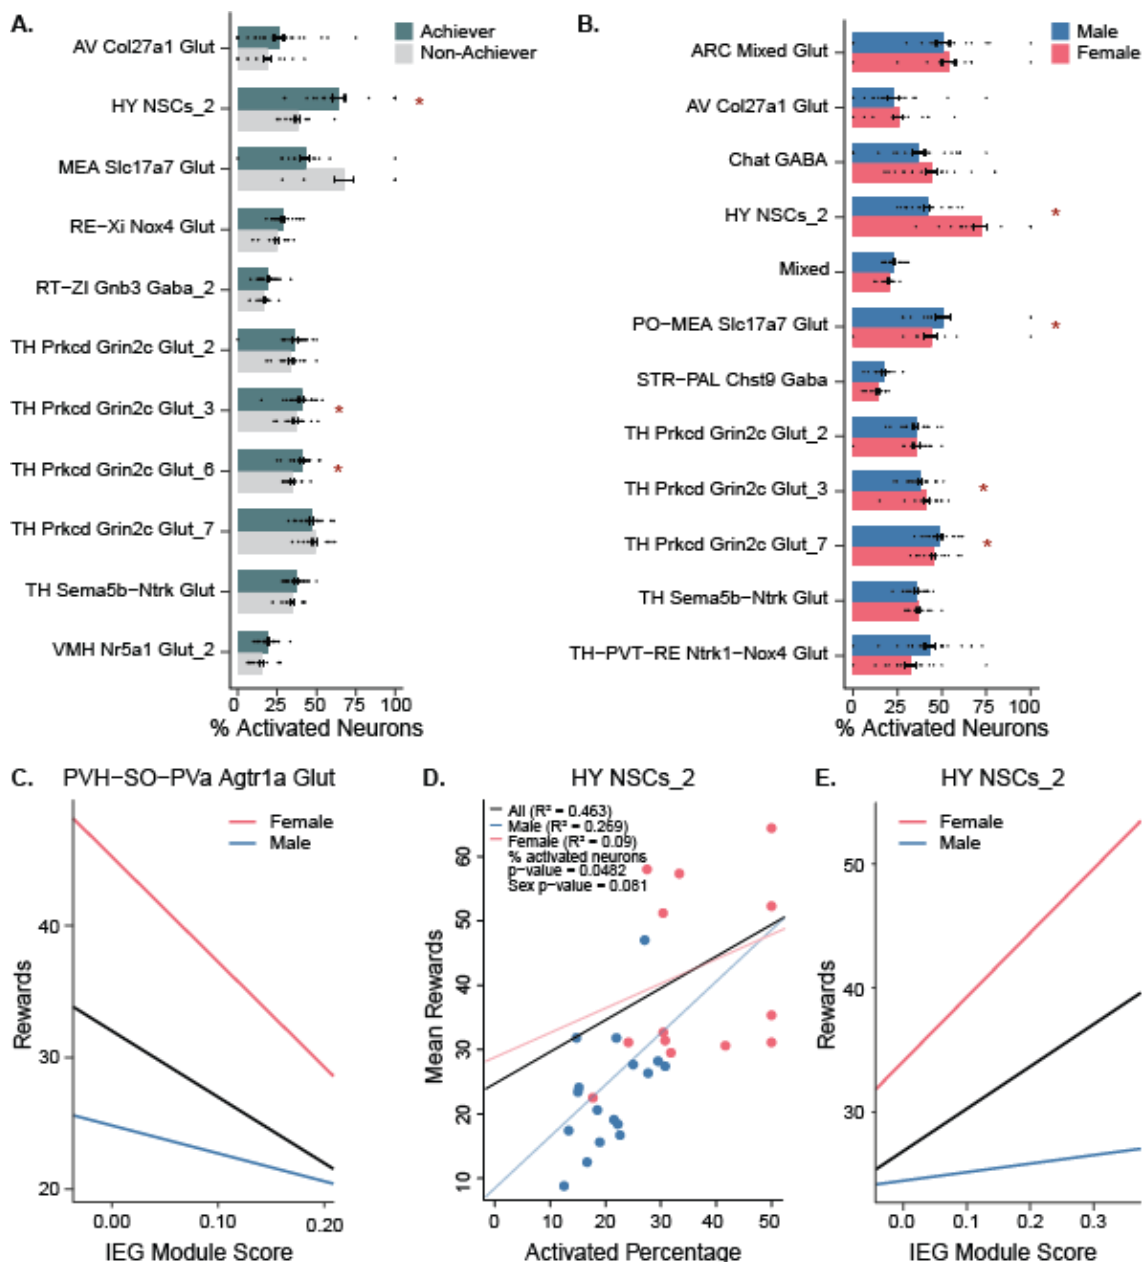 A.
Achiever
Non-Achiever
AV Col27a1 Glut
HY NSCs_2
*
MEA Slc17a7 Glut
RE-Xi Nox4 Glut
RT-ZI Gnb3 Gaba_2
TH Prkcd Grin2c Glut_2
TH Prkcd Grin2c Glut_3
*
TH Prkcd Grin2c Glut_6
*
TH Prkcd Grin2c Glut_7
TH Sema5b-Ntrk Glut
VMH Nr5a1 Glut_2
0 25 50 75 100
% Activated Neurons
B.
Male
Female
ARC Mixed Glut
AV Col27a1 Glut
Chat GABA
HY NSCs_2
*
Mixed
PO-MEA Slc17a7 Glut
*
STR-PAL Chst9 Gaba
TH Prkcd Grin2c Glut_2
TH Prkcd Grin2c Glut_3
*
TH Prkcd Grin2c Glut_7
*
TH Sema5b-Ntrk Glut
TH-PVT-RE Ntrk1-Nox4 Glut
0 25 50 75 100
% Activated Neurons
C. PVH-SO-PVa Agtr1a Glut
Female
Male
Rewards
40
30
20
0.00 0.10 0.20
IEG Module Score
D. HY NSCs_2
All (R² = 0.463)
Male (R² = 0.269)
Female (R² = 0.09)
% activated neurons
p-value = 0.0482
Sex p-value = 0.081
Mean Rewards
60
50
40
30
20
10
0 10 20 30 40 50
Activated Percentage
E. HY NSCs_2
Female
Male
Rewards
50
40
30
0.0 0.1 0.2 0.3
IEG Module Score